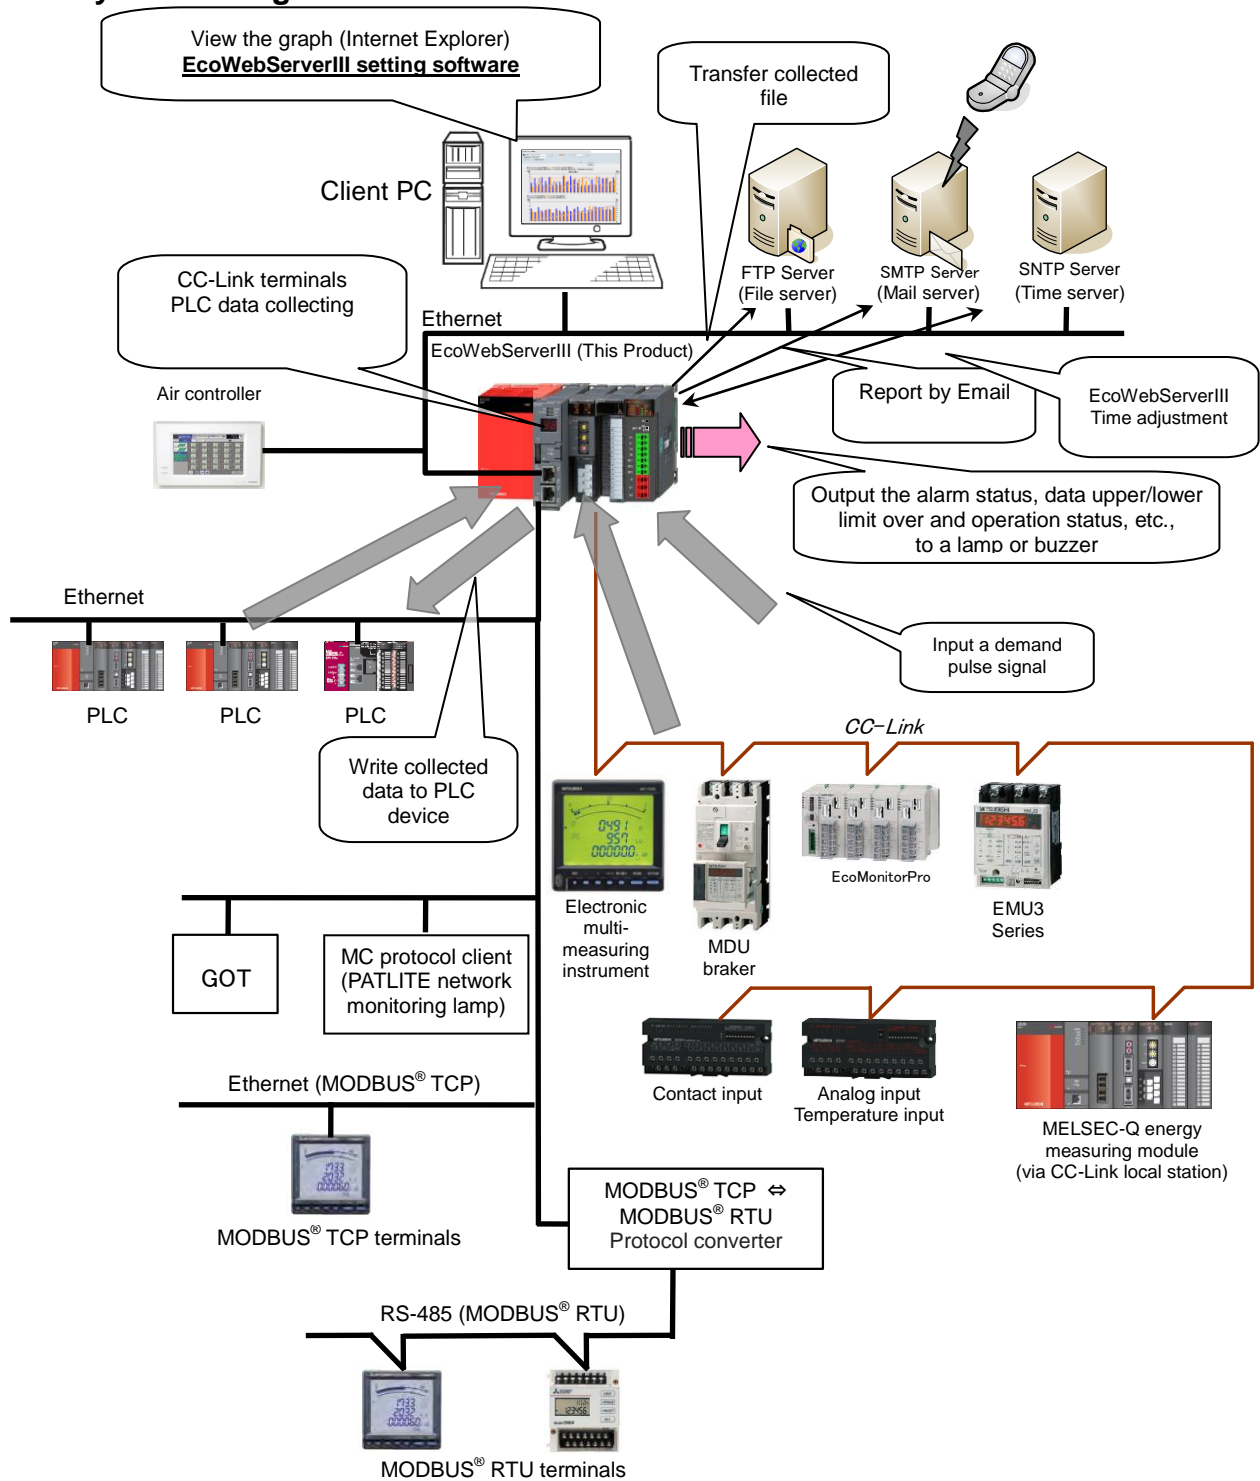 View the graph (Internet Explorer)
EcoWebServerIII setting software
Transfer collected
file
Client PC
FTP Server
(File server)
SMTP Server
(Mail server)
SNTP Server
(Time server)
CC-Link terminals
PLC data collecting
Ethernet
EcoWebServerIII (This Product)
Air controller
Report by Email
EcoWebServerIII
Time adjustment
Output the alarm status, data upper/lower
limit over and operation status, etc.,
to a lamp or buzzer
Ethernet
Input a demand
pulse signal
PLC
PLC
PLC
CC-Link
Write collected
data to PLC
device
0491
957
000000
123456
EcoMonitorPro
Electronic
multi-
measuring
instrument
MDU
braker
EMU3
Series
GOT
MC protocol client
(PATLITE network
monitoring lamp)
Contact input
Analog input
Temperature input
MELSEC-Q energy
measuring module
(via CC-Link local station)
Ethernet (MODBUS® TCP)
MODBUS® TCP terminals
MODBUS® TCP ⇔
MODBUS® RTU
Protocol converter
RS-485 (MODBUS® RTU)
MODBUS® RTU terminals